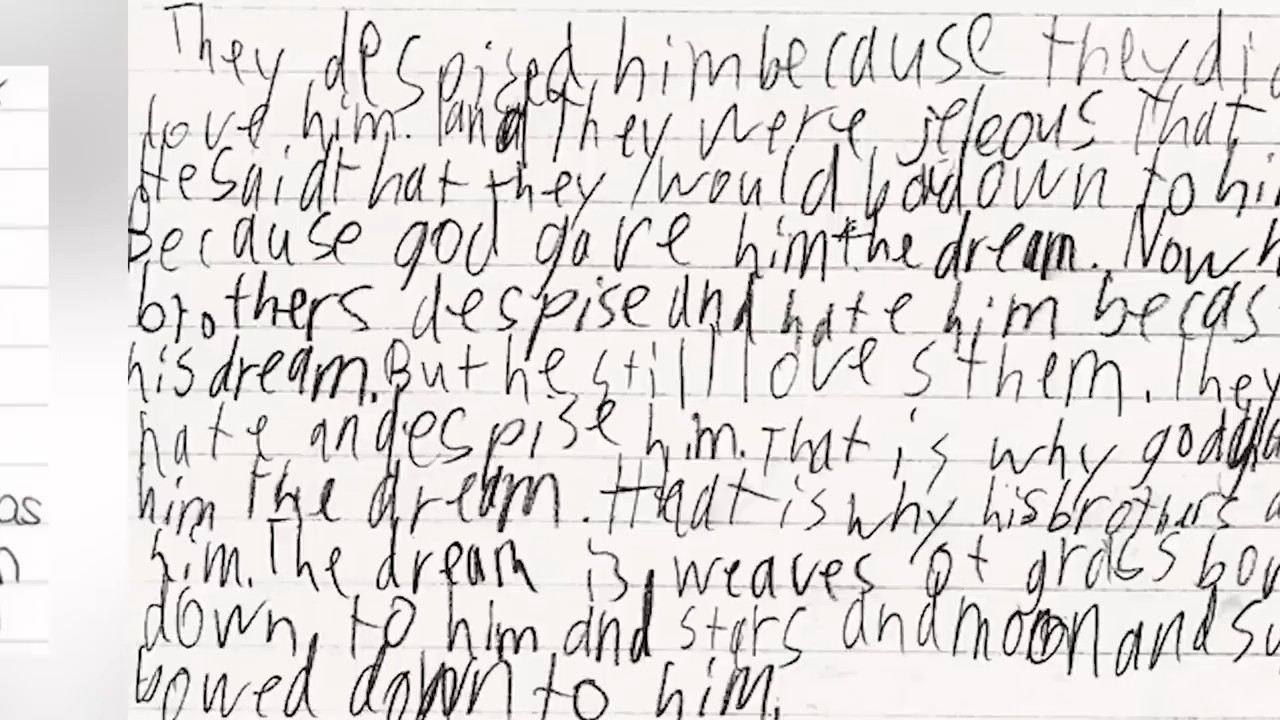 They despised him because they di
love him. and They were jeleous That
He Said that they would bowdown to hi
Because god gave him the dream. Now h
brothers despise and hate him becas
his dream. But he still loves them. They
hate andespise him. That is why god
him The dream. That is why his brothers
him. The dream is weaves of grass bow
down, to him and stars and moon and su
bowed down to him.
as
n